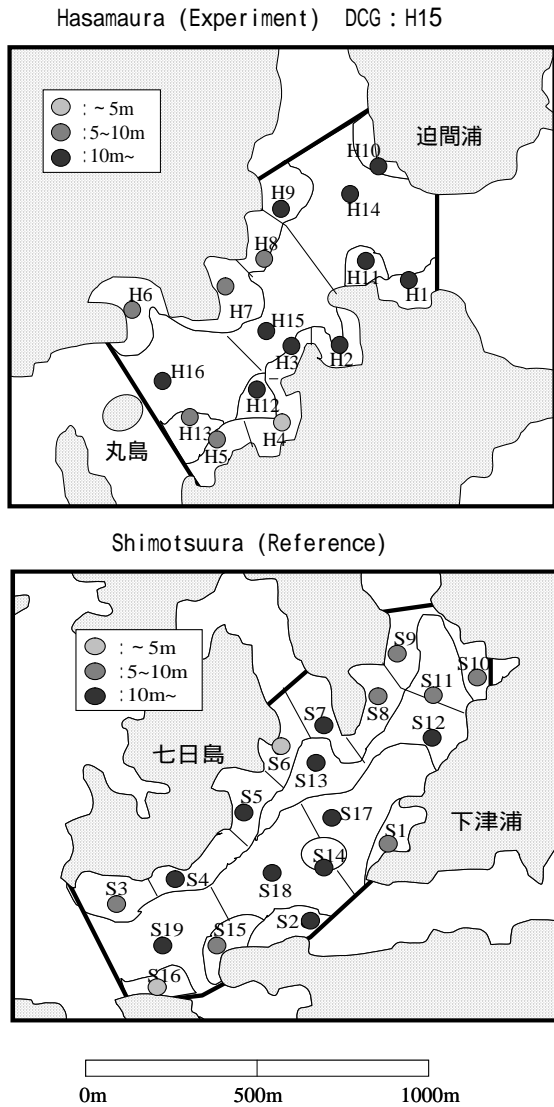 Hasamaura (Experiment) DCG : H15
: ~ 5m
: 5~10m
: 10m~
迫間浦
H10
H9
H14
H8
H11
H1
H6
H7
H15
H3
H2
H16
H12
H13
H4
H5
丸島
Shimotsuura (Reference)
: ~ 5m
: 5~10m
: 10m~
S9
S10
S11
S8
S7
S12
七日島
S6
S13
S5
S17
S1
下津浦
S14
S4
S18
S3
S2
S19
S15
S16
0m 500m 1000m